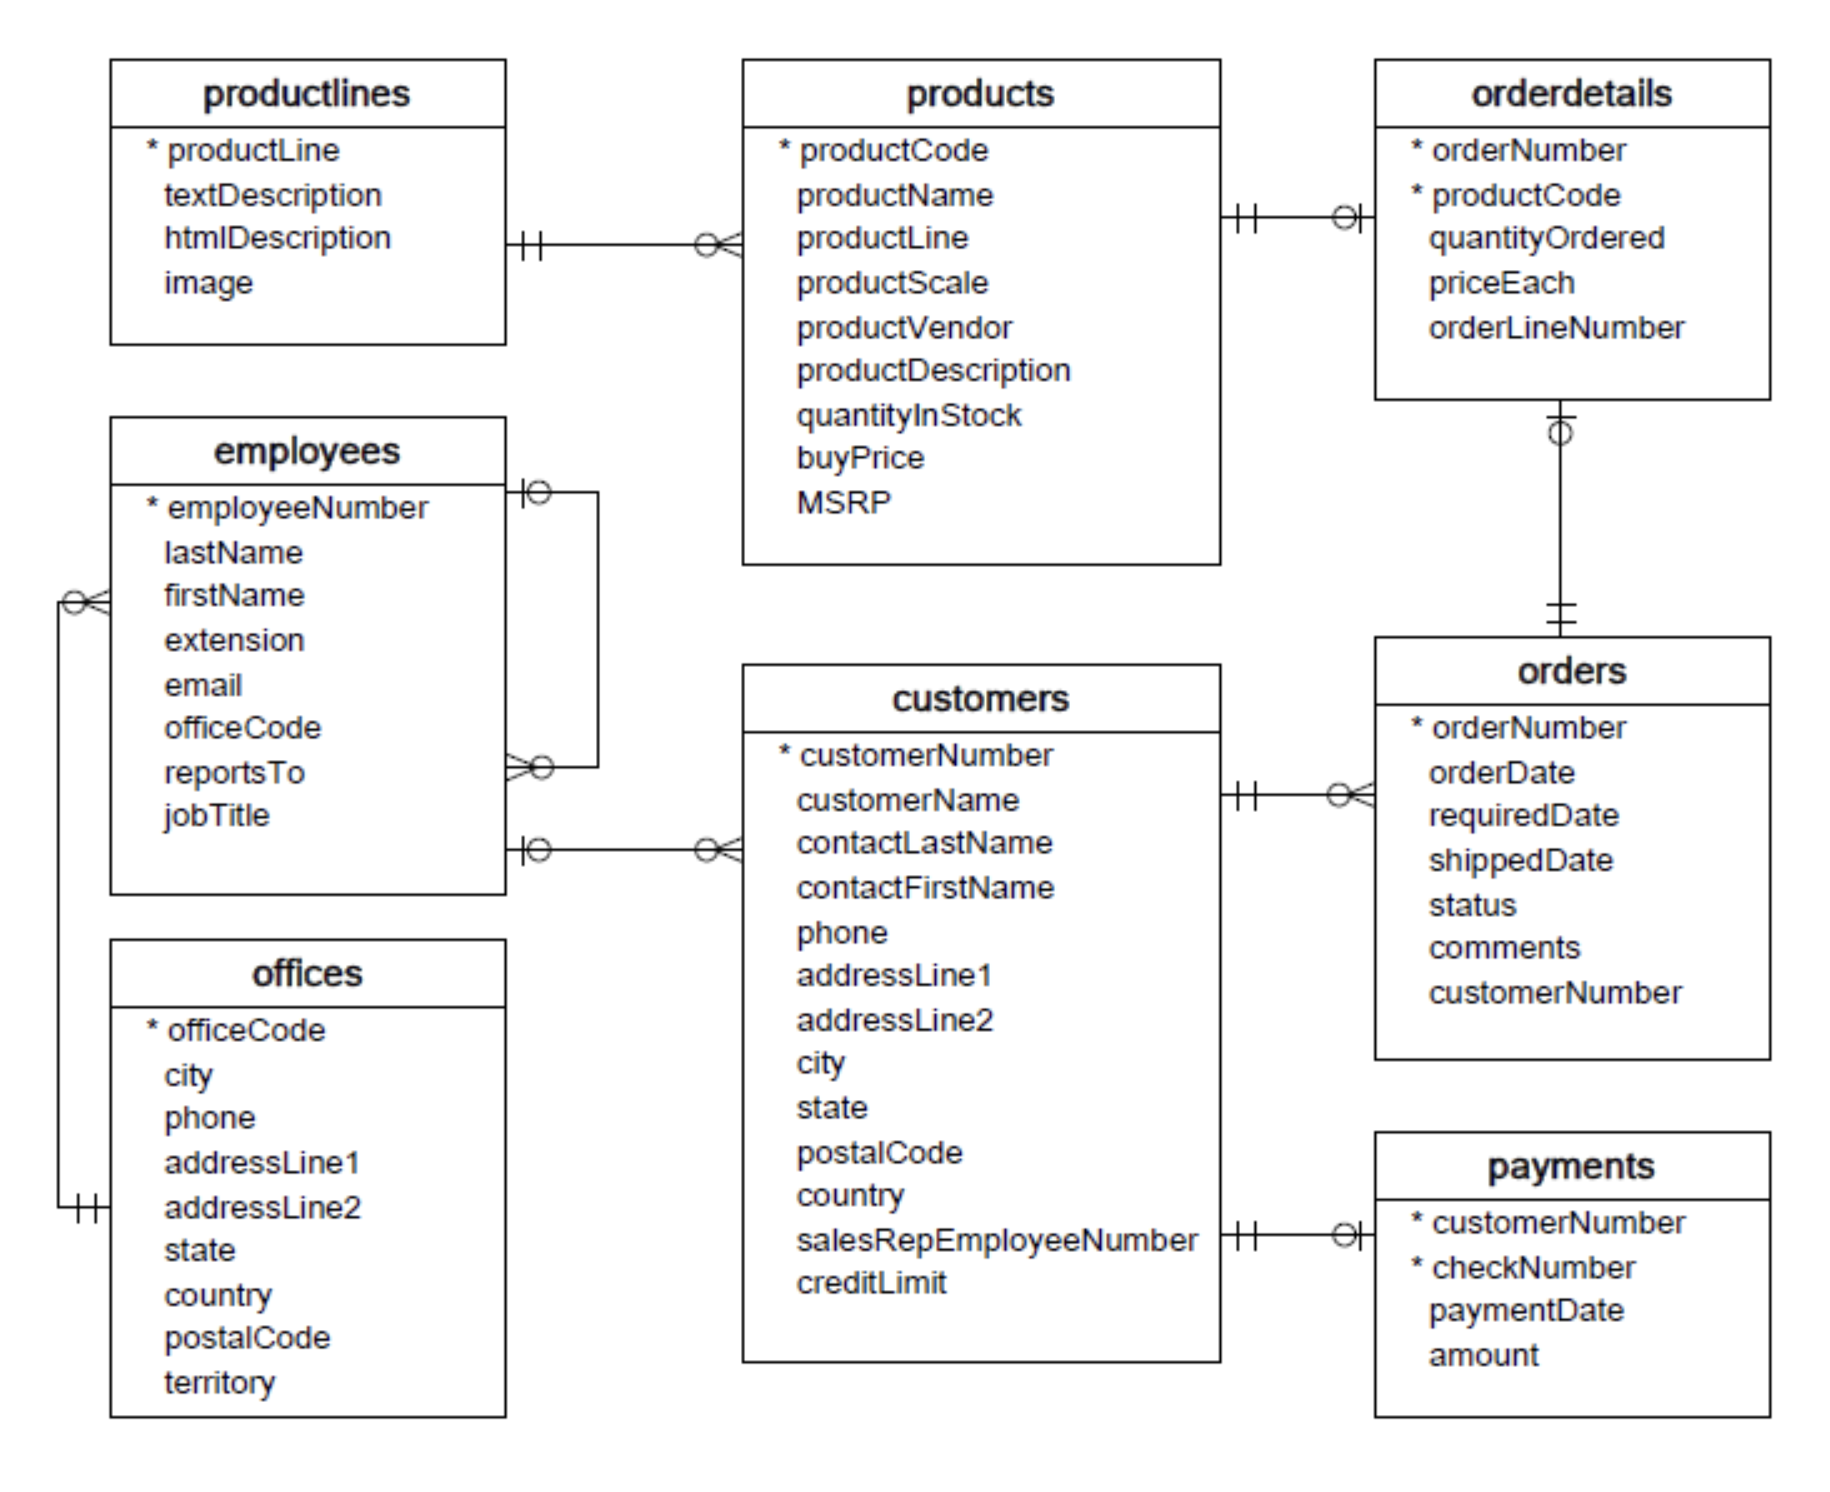 productlines
* productLine
textDescription
htmlDescription
image
products
* productCode
productName
productLine
productScale
productVendor
productDescription
quantityInStock
buyPrice
MSRP
orderdetails
* orderNumber
* productCode
quantityOrdered
priceEach
orderLineNumber
employees
* employeeNumber
lastName
firstName
extension
email
officeCode
reportsTo
jobTitle
customers
* customerNumber
customerName
contactLastName
contactFirstName
phone
addressLine1
addressLine2
city
state
postalCode
country
salesRepEmployeeNumber
creditLimit
orders
* orderNumber
orderDate
requiredDate
shippedDate
status
comments
customerNumber
offices
* officeCode
city
phone
addressLine1
addressLine2
state
country
postalCode
territory
payments
* customerNumber
* checkNumber
paymentDate
amount